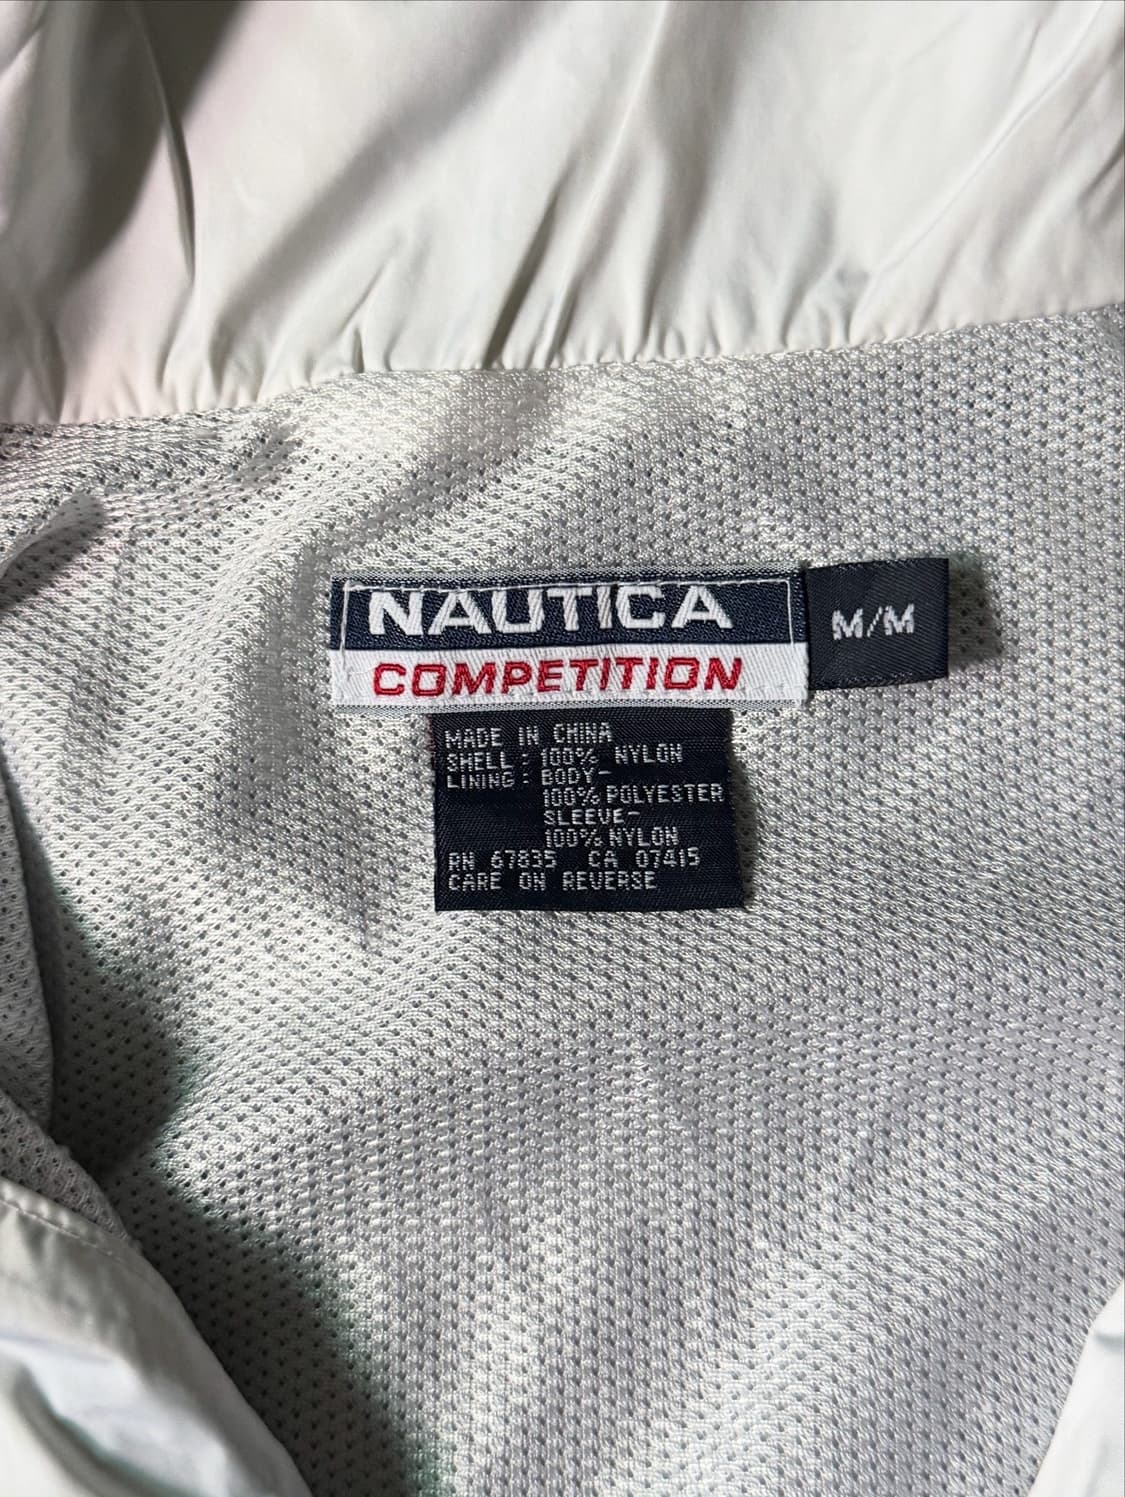 NAUTICA
COMPETITION
M/M
MADE IN CHINA
SHELL : 100% NYLON
LINING : BODY-
100% POLYESTER
SLEEVE-
100% NYLON
RN 67835 CA 07415
CARE ON REVERSE